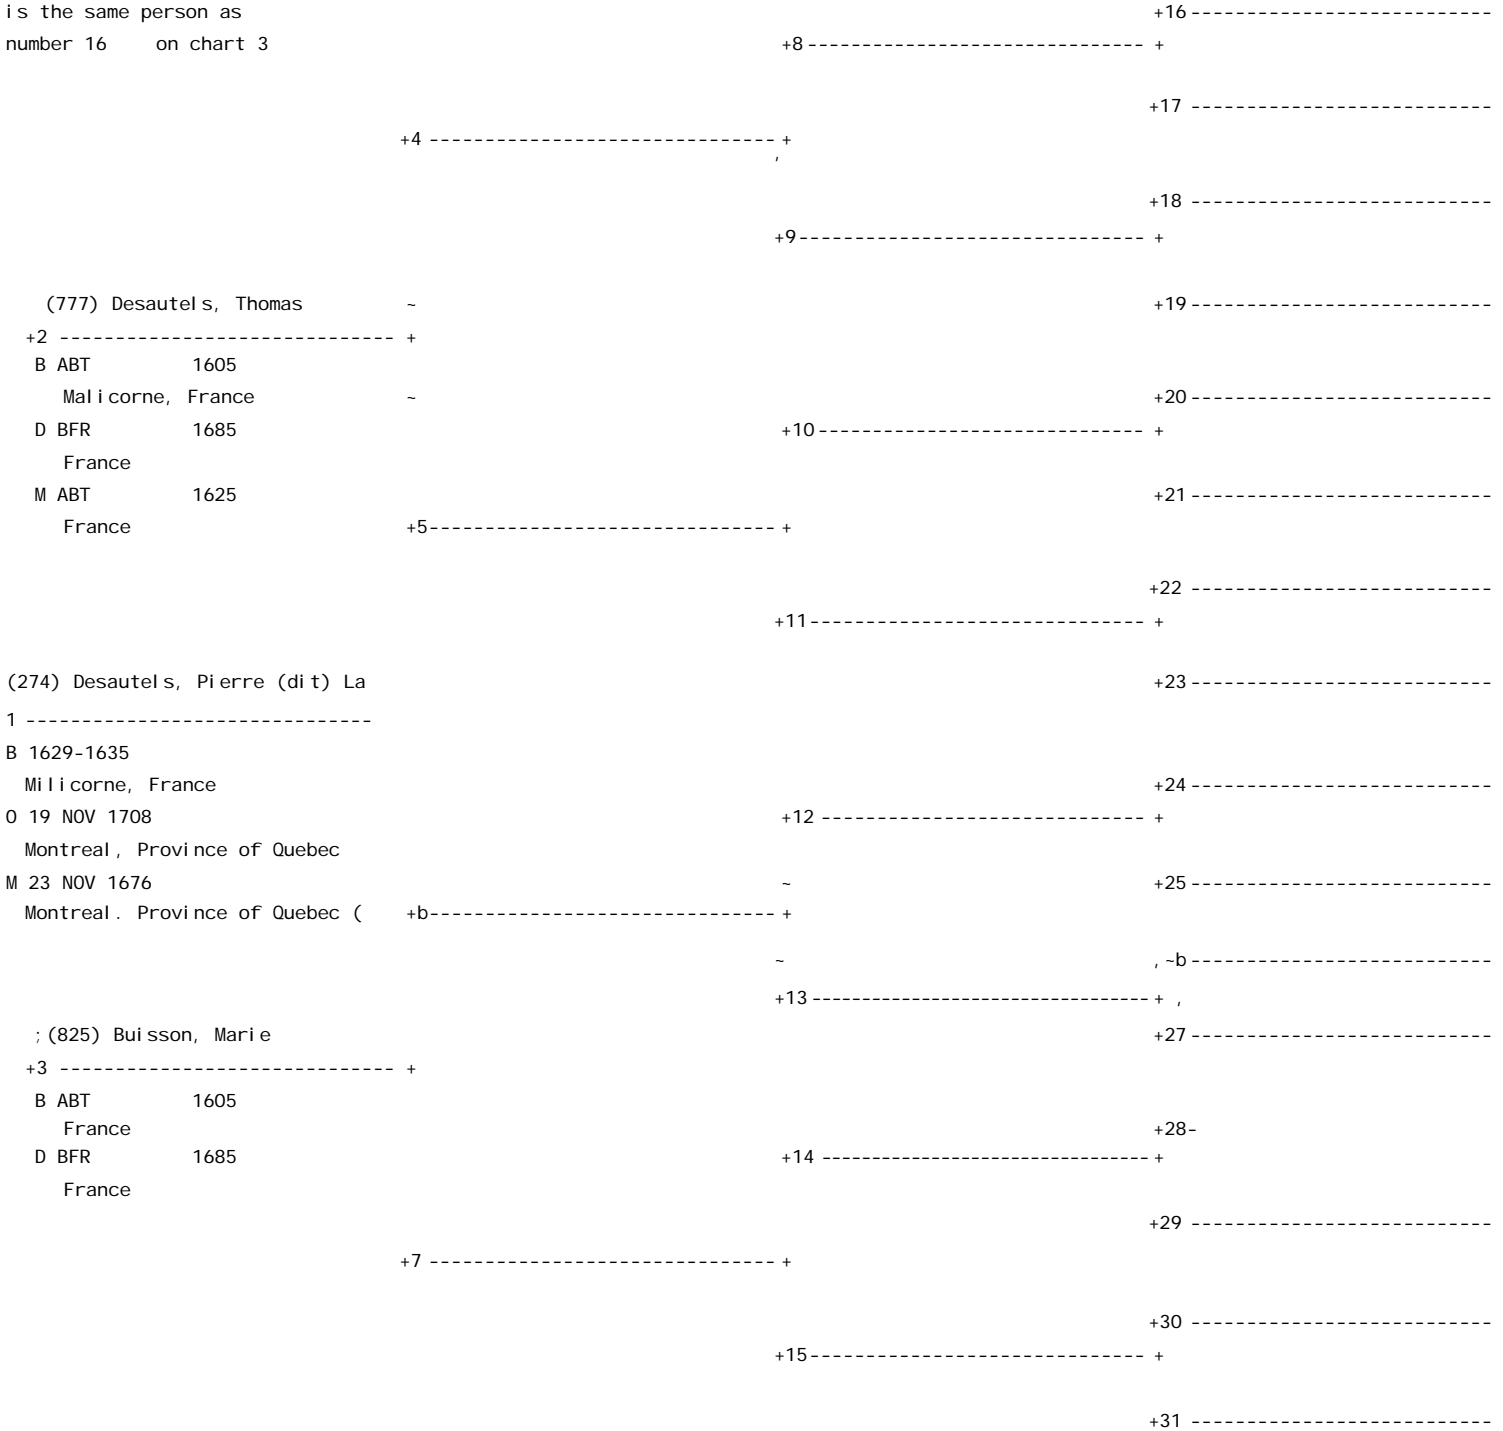 is the same person as
+16 ---------------------------
number 16 on chart 3
+8 ------------------------------- +
+17 ---------------------------
+4 ------------------------------- +
,
+18 ---------------------------
+9 ------------------------------- +
(777) Desautels, Thomas ~
+19 ---------------------------
+2 ------------------------------ +
B ABT 1605
Malicorne, France ~
+20 ---------------------------
D BFR 1685
+10 ----------------------------- +
France
M ABT 1625
+21 ---------------------------
France
+5 ------------------------------- +
+22 ---------------------------
+11 ------------------------------ +
(274) Desautels, Pierre (dit) La
+23 ---------------------------
1 -------------------------------
B 1629-1635
Milicorne, France
+24 ---------------------------
O 19 NOV 1708
+12 ----------------------------- +
Montreal, Province of Quebec
M 23 NOV 1676
~
+25 ---------------------------
Montreal. Province of Quebec (
+b ------------------------------- +
~
,~b ---------------------------
+13 ---------------------------------- + ,
;(825) Buisson, Marie
+27 ---------------------------
+3 ------------------------------ +
B ABT 1605
France
+28-
D BFR 1685
+14 --------------------------------- +
France
+29 ---------------------------
+7 ------------------------------- +
+30 ---------------------------
+15 ------------------------------ +
+31 ---------------------------